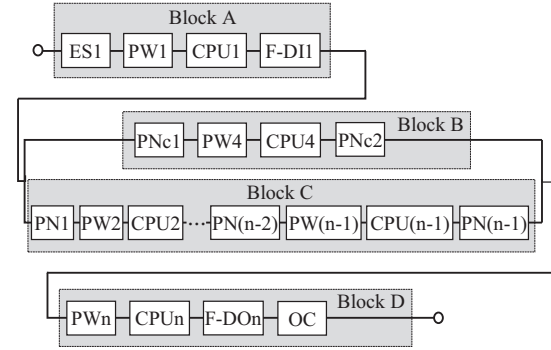 Block A
ES1 PW1 CPU1 F-DI1
Block B
PNc1 PW4 CPU4 PNc2
Block C
PN1 PW2 CPU2 ···· PN(n-2) PW(n-1) CPU(n-1) PN(n-1)
Block D
PWn CPUn F-DOn OC